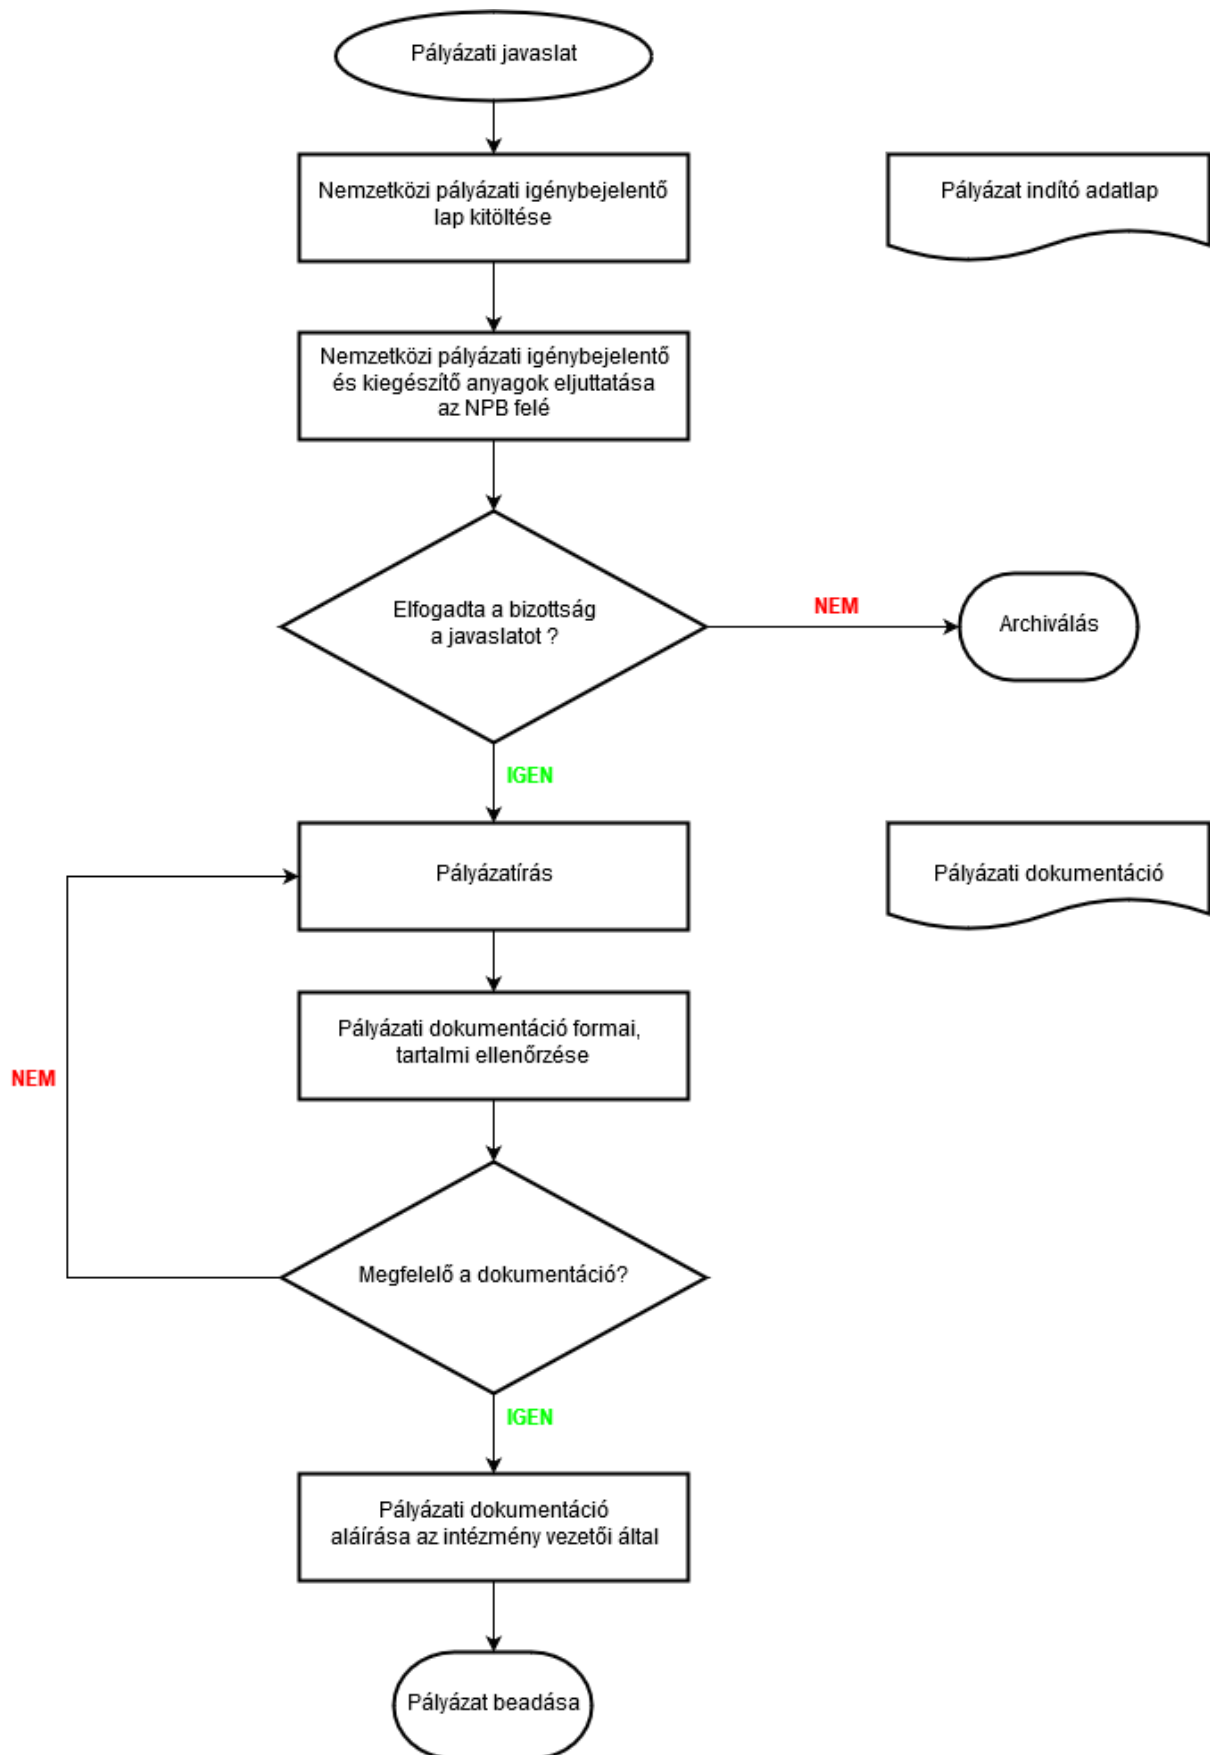 Pályázati javaslat
Nemzetközi pályázati igénybejelentő
lap kitöltése
Pályázat indító adatlap
Nemzetközi pályázati igénybejelentő
és kiegészítő anyagok eljuttatása
az NPB felé
Elfogadta a bizottság
a javaslatot ?
NEM
Archiválás
IGEN
Pályázatírás
Pályázati dokumentáció
Pályázati dokumentáció formai,
tartalmi ellenőrzése
NEM
Megfelelő a dokumentáció?
IGEN
Pályázati dokumentáció
aláírása az intézmény vezetői által
Pályázat beadása